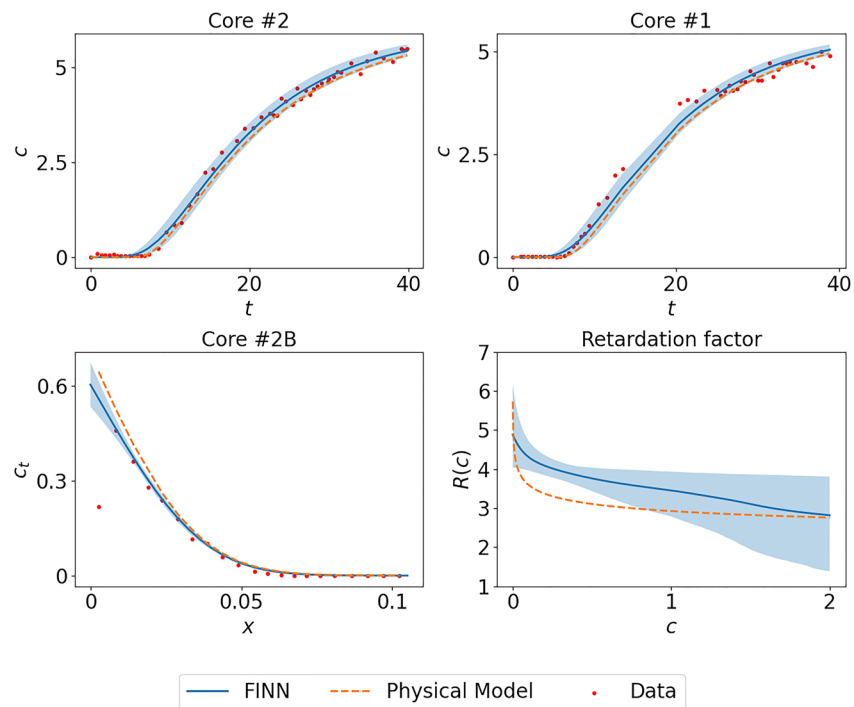 Core #2
5
2.5
0
c
0 20 40
t
Core #1
5
2.5
0
c
0 20 40
t
Core #2B
0.6
0.3
0
c_t
0 0.05 0.1
x
Retardation factor
7
6
5
4
3
2
1
R(c)
0 1 2
c
FINN Physical Model Data